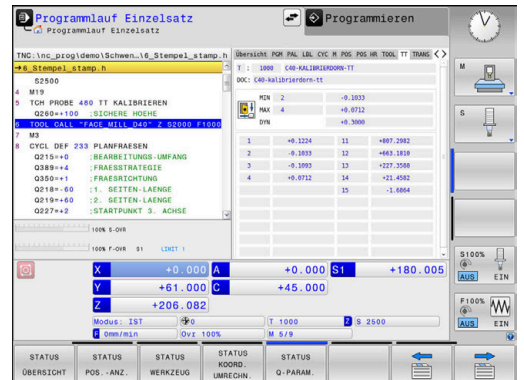 Programmlauf Einzelsatz
Programmlauf Einzelsatz
Programmieren
TNG:\nc_prog\demo\Schwen…\6_Stempel_stamp.h
→6_Stempel_stamp.h
S2500
4 M19
5 TCH PROBE 480 TT KALIBRIEREN
Q260=+100 ;SICHERE HOEHE
6 TOOL CALL "FACE_MILL_D40" Z S2000 F1000
7 M3
8 CYCL DEF 233 PLANFRAESEN
Q215=+0 ;BEARBEITUNGS-UMFANG
Q389=+4 ;FRAESSTRATEGIE
Q350=+1 ;FRAESRICHTUNG
Q218=-60 ;1. SEITEN-LAENGE
Q219=+60 ;2. SEITEN-LAENGE
Q227=+2 ;STARTPUNKT 3. ACHSE
Übersicht PGM PAL LBL CYC M POS POS HR TOOL TT TRANS
T : 1000 C40-KALIBRIERDORN-TT
DOC: C40-kalibrierdorn-tt
MIN 2 -0.1033
MAX 4 +0.0712
DYN +0.3000
1 +0.1224 11 +807.2982
2 -0.1033 12 +663.1810
3 -0.1093 13 +227.3588
4 +0.0712 14 +21.4582
15 -1.6864
100% S-OVR
100% F-OVR S1 LIMIT 1
X +0.000 A +0.000 S1 +180.005
Y +61.000 C +45.000
Z +206.082
Modus: IST 0 T 1000 Z S 2500
F 0mm/min Ovr 100% M 5/9
M
S
S100%
AUS EIN
F100%
AUS EIN
STATUS ÜBERSICHT
STATUS POS.-ANZ.
STATUS WERKZEUG
STATUS KOORD. UMRECHN.
STATUS Q-PARAM.